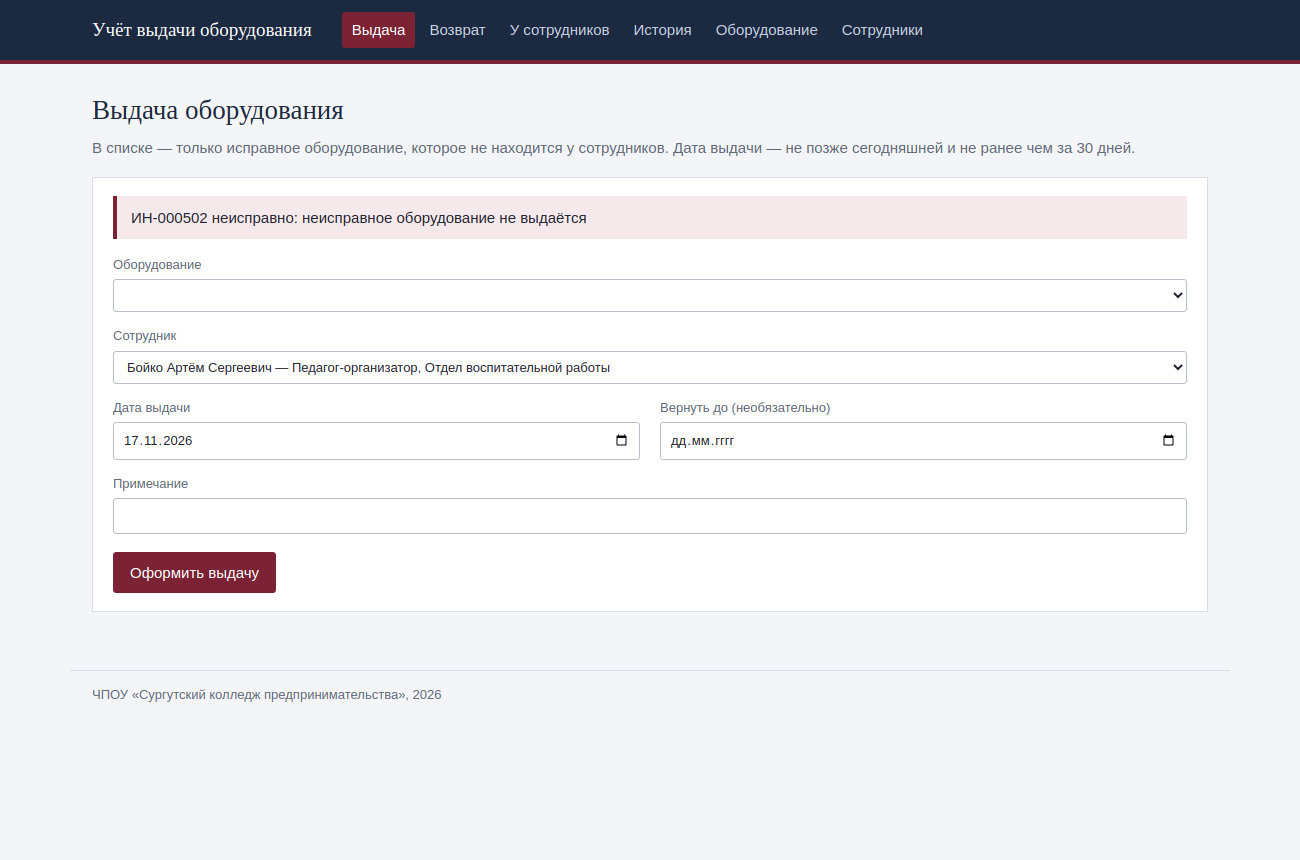 Учёт выдачи оборудования
Выдача
Возврат
У сотрудников
История
Оборудование
Сотрудники
Выдача оборудования
В списке — только исправное оборудование, которое не находится у сотрудников. Дата выдачи — не позже сегодняшней и не ранее чем за 30 дней.
ИН-000502 неисправно: неисправное оборудование не выдаётся
Оборудование
Сотрудник
Бойко Артём Сергеевич — Педагог-организатор, Отдел воспитательной работы
Дата выдачи
Вернуть до (необязательно)
17.11.2026
дд.мм.гггг
Примечание
Оформить выдачу
ЧПОУ «Сургутский колледж предпринимательства», 2026